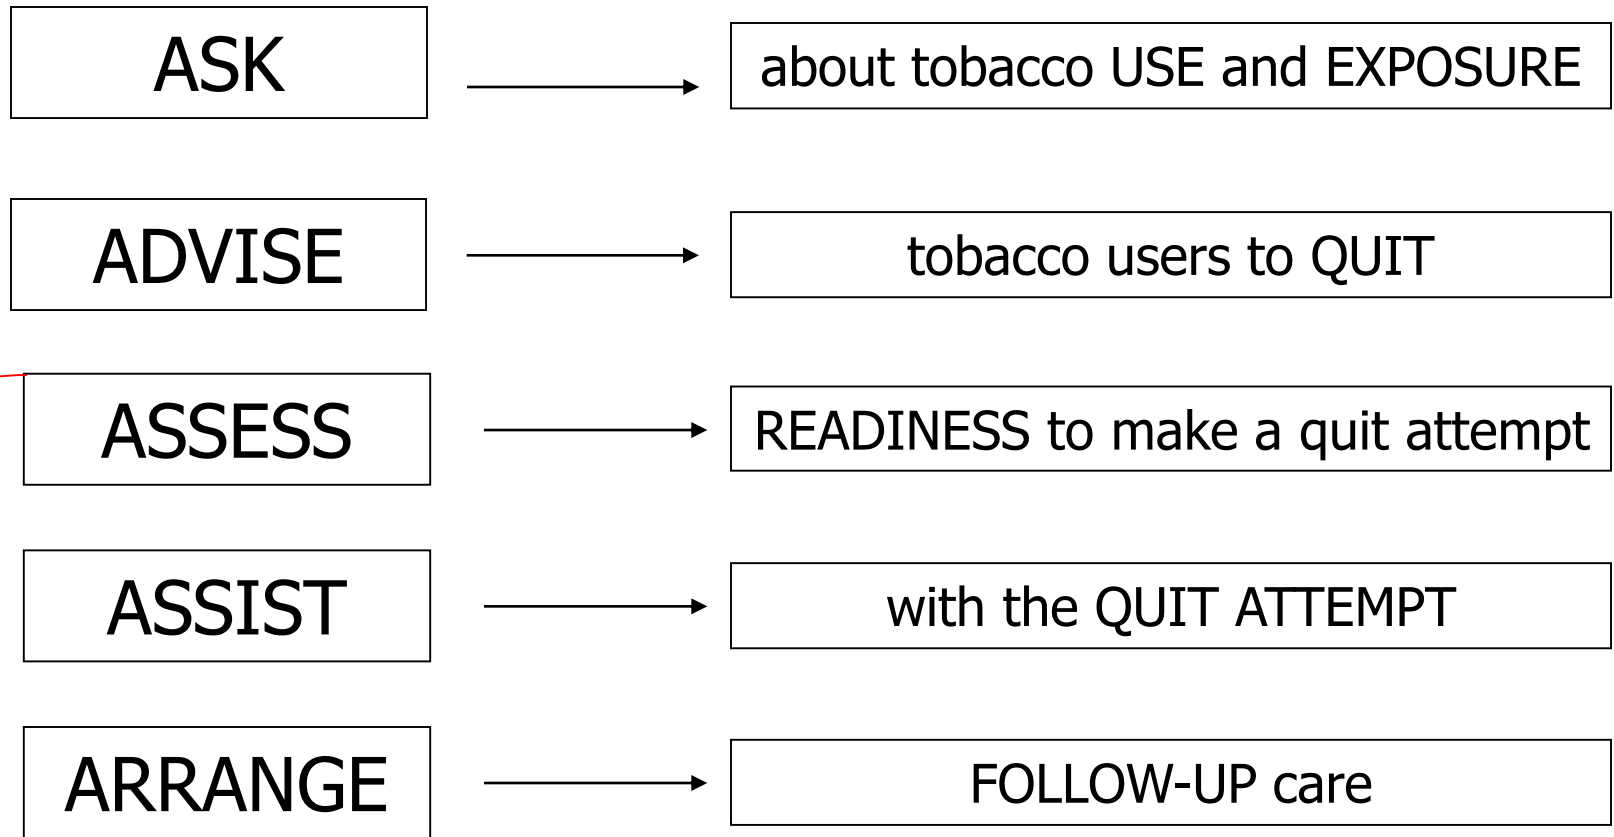 ASK
about tobacco USE and EXPOSURE
ADVISE
tobacco users to QUIT
ASSESS
READINESS to make a quit attempt
ASSIST
with the QUIT ATTEMPT
ARRANGE
FOLLOW-UP care